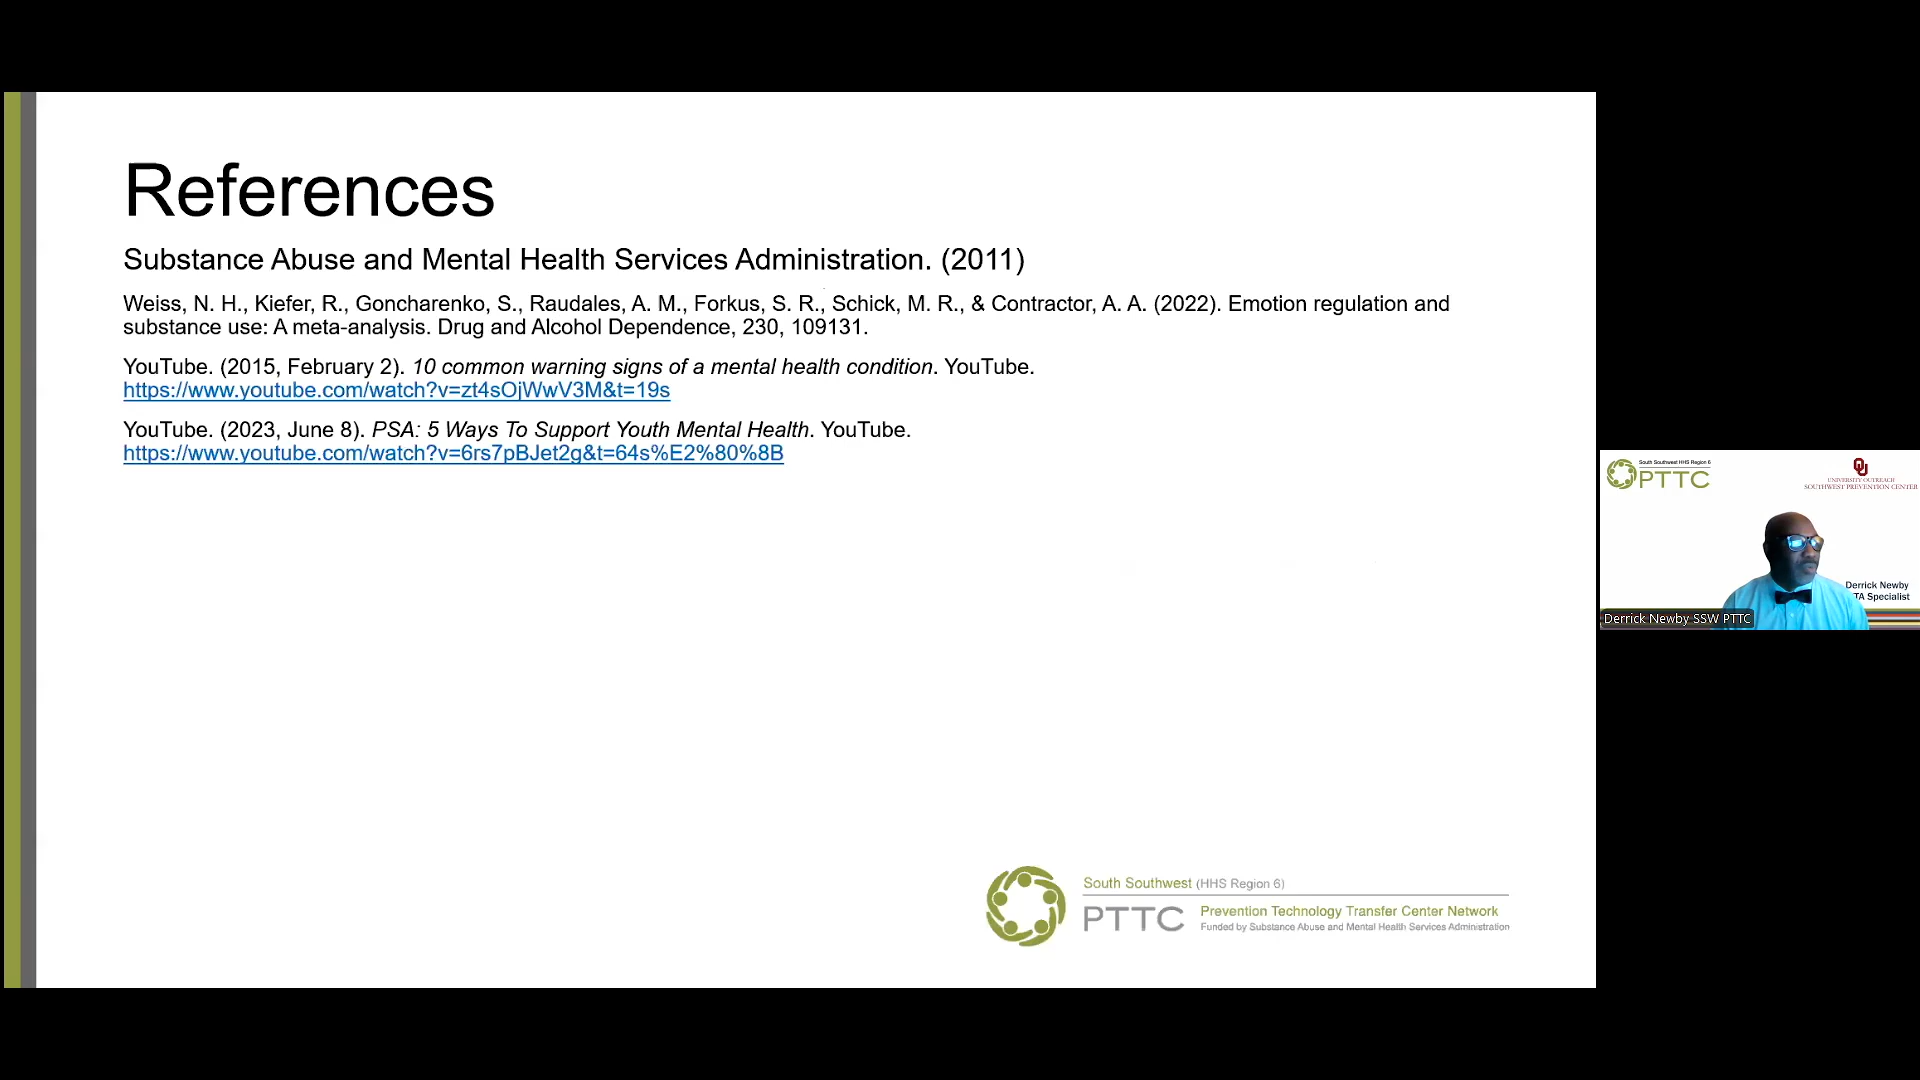 References
Substance Abuse and Mental Health Services Administration. (2011)
Weiss, N. H., Kiefer, R., Goncharenko, S., Raudales, A. M., Forkus, S. R., Schick, M. R., & Contractor, A. A. (2022). Emotion regulation and
substance use: A meta-analysis. Drug and Alcohol Dependence, 230, 109131.
YouTube. (2015, February 2). 10 common warning signs of a mental health condition. YouTube.
https://www.youtube.com/watch?v=zt4sOjWwV3M&t=19s
YouTube. (2023, June 8). PSA: 5 Ways To Support Youth Mental Health. YouTube.
https://www.youtube.com/watch?v=6rs7pBJet2g&t=64s%E2%80%8B
South Southwest (HHS Region 6)
PTTC
Prevention Technology Transfer Center Network
Funded by Substance Abuse and Mental Health Services Administration
South Southwest HHS Region 6
PTTC
UNIVERSITY OUTREACH
SOUTHWEST PREVENTION CENTER
Derrick Newby
TA Specialist
Derrick Newby SSW PTTC